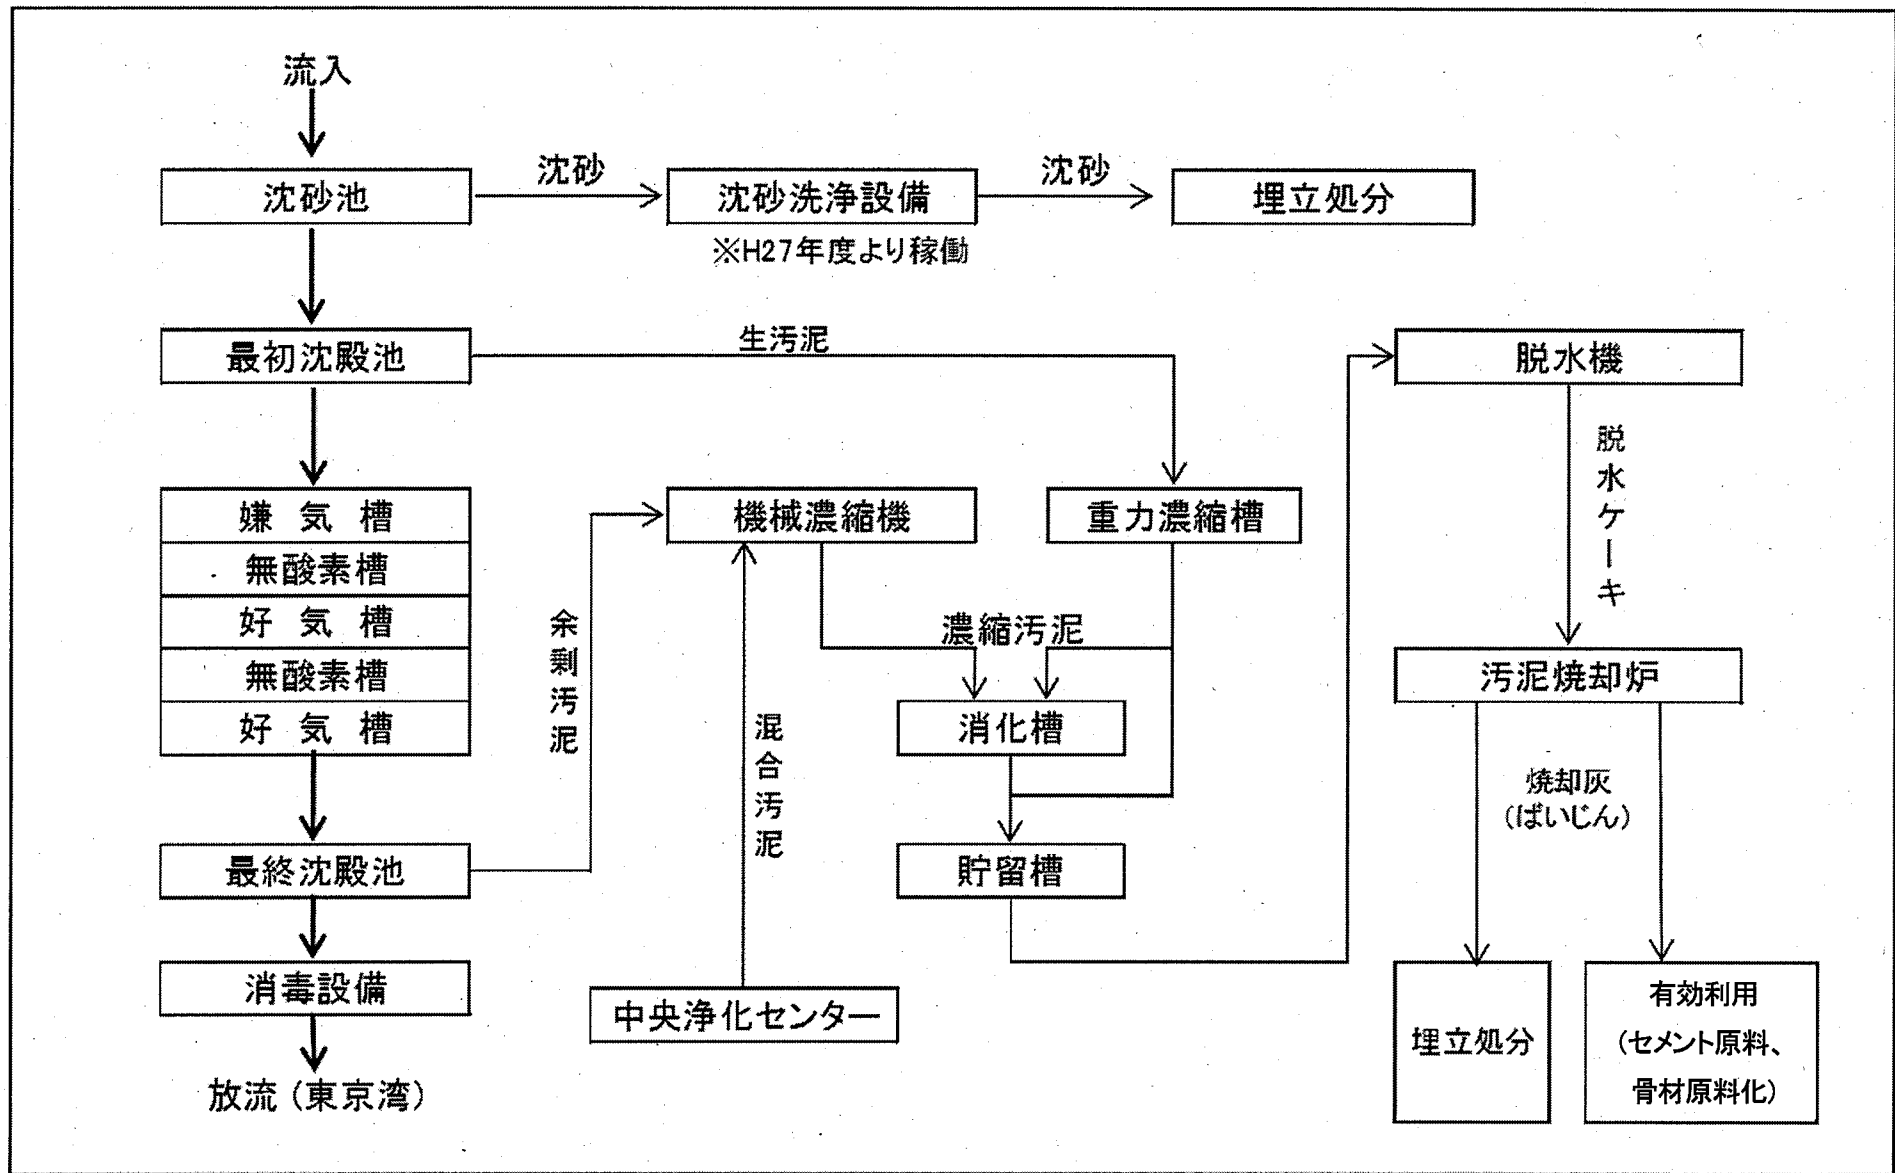 流入
沈砂池
沈砂
沈砂洗浄設備
沈砂
埋立処分
※H27年度より稼働
最初沈殿池
生汚泥
脱水機
脱水ケーキ
嫌気槽
無酸素槽
好気槽
無酸素槽
好気槽
機械濃縮機
重力濃縮槽
余剰汚泥
濃縮汚泥
混合汚泥
消化槽
汚泥焼却炉
焼却灰
(ばいじん)
最終沈殿池
貯留槽
消毒設備
中央浄化センター
埋立処分
有効利用
(セメント原料、
骨材原料化)
放流(東京湾)